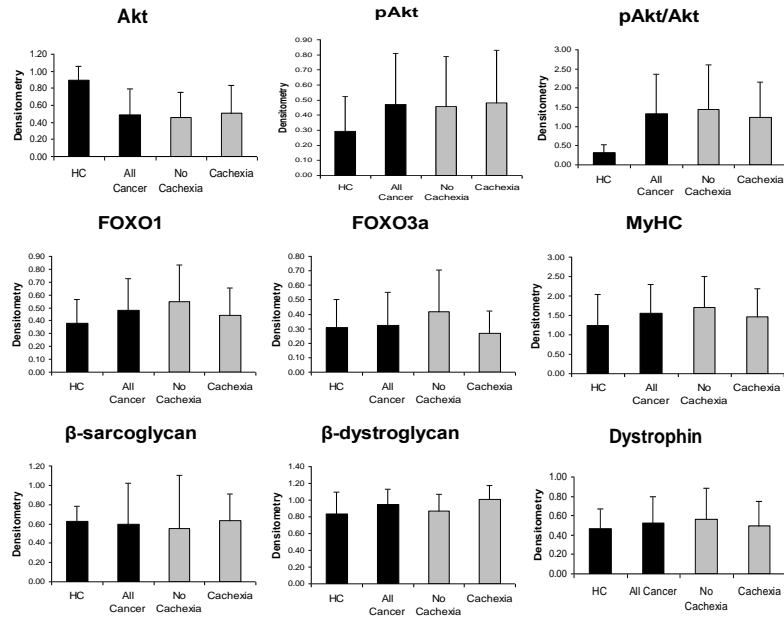 Akt
Densitometry
1.20
1.00
0.80
0.60
0.40
0.20
0.00
HC
All
Cancer
No
Cachexia
Cachexia
pAkt
Densitometry
0.90
0.80
0.70
0.60
0.50
0.40
0.30
0.20
0.10
0.00
HC
All
Cancer
No
Cachexia
Cachexia
pAkt/Akt
Densitometry
3.00
2.50
2.00
1.50
1.00
0.50
0.00
HC
All
Cancer
No
Cachexia
Cachexia
FOXO1
Densitometry
0.90
0.80
0.70
0.60
0.50
0.40
0.30
0.20
0.10
0.00
HC
All
Cancer
No
Cachexia
Cachexia
FOXO3a
Densitometry
0.80
0.70
0.60
0.50
0.40
0.30
0.20
0.10
0.00
HC
All
Cancer
No
Cachexia
Cachexia
MyHC
Densitometry
3.00
2.50
2.00
1.50
1.00
0.50
0.00
HC
All
Cancer
No
Cachexia
Cachexia
β-sarcoglycan
Densitometry
1.20
1.00
0.80
0.60
0.40
0.20
0.00
HC
All
Cancer
No
Cachexia
Cachexia
β-dystroglycan
Densitometry
1.40
1.20
1.00
0.80
0.60
0.40
0.20
0.00
HC
All
Cancer
No
Cachexia
Cachexia
Dystrophin
Densitometry
1.00
0.80
0.60
0.40
0.20
0.00
HC
All Cancer
No
Cachexia
Cachexia